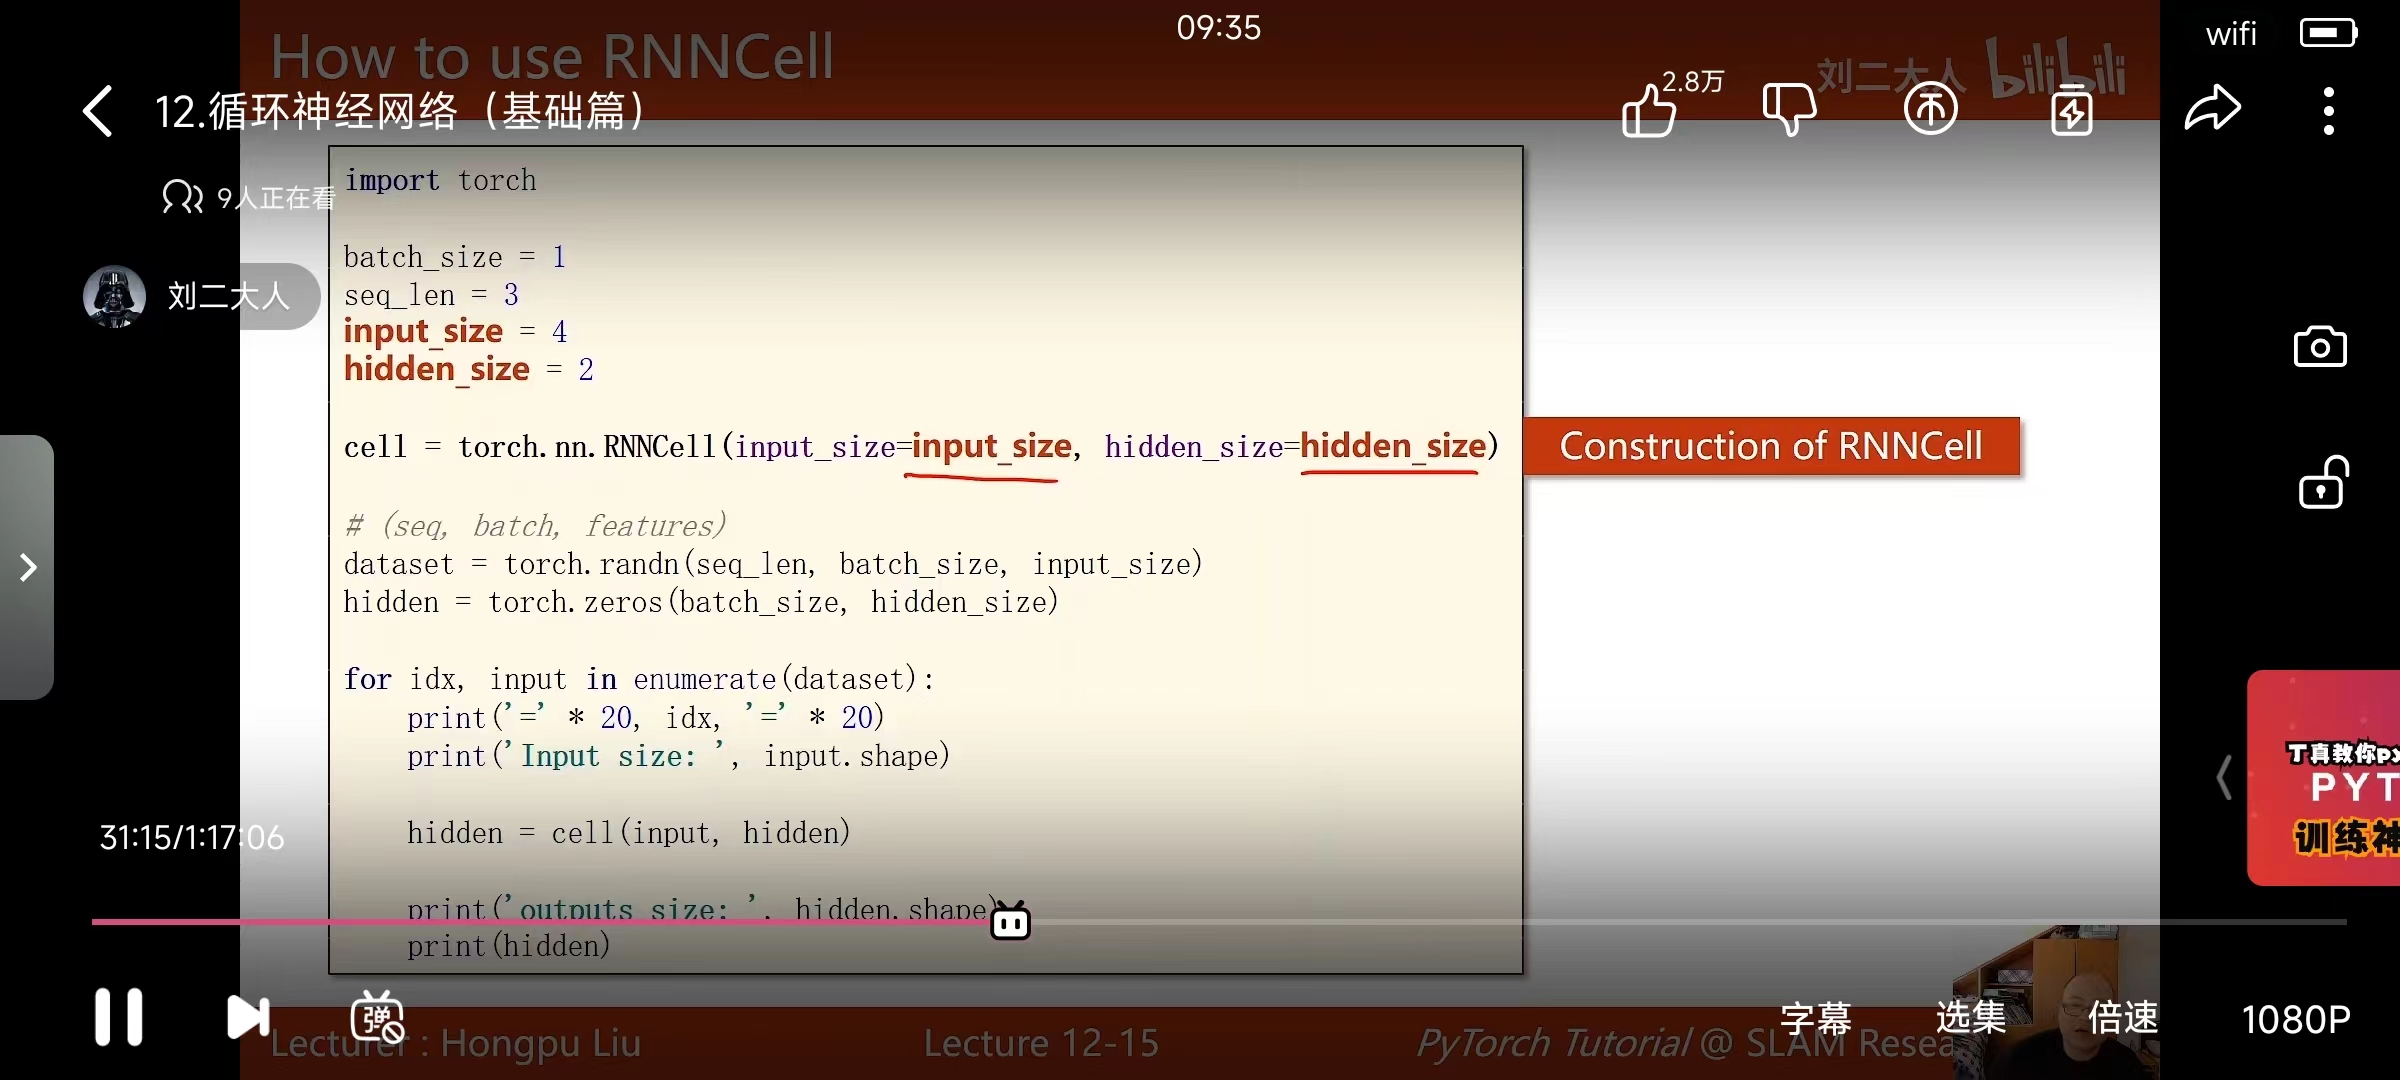 How to use RNNCell
09:35
wifi
刘二大人 bilibili
12.循环神经网络（基础篇）
2.8万
9人正在看
刘二大人
import torch
batch_size = 1
seq_len = 3
input_size = 4
hidden_size = 2
cell = torch.nn.RNNCell(input_size=input_size, hidden_size=hidden_size)
Construction of RNNCell
# (seq, batch, features)
dataset = torch.randn(seq_len, batch_size, input_size)
hidden = torch.zeros(batch_size, hidden_size)
for idx, input in enumerate(dataset):
print('=' * 20, idx, '=' * 20)
print('Input size: ', input.shape)
hidden = cell(input, hidden)
print('outputs size: ', hidden.shape)
print(hidden)
丁真教你py
PYT
训练神
31:15/1:17:06
弹
字幕
选集
倍速
1080P
Lecturer : Hongpu Liu
Lecture 12-15
PyTorch Tutorial @ SLAM Resea